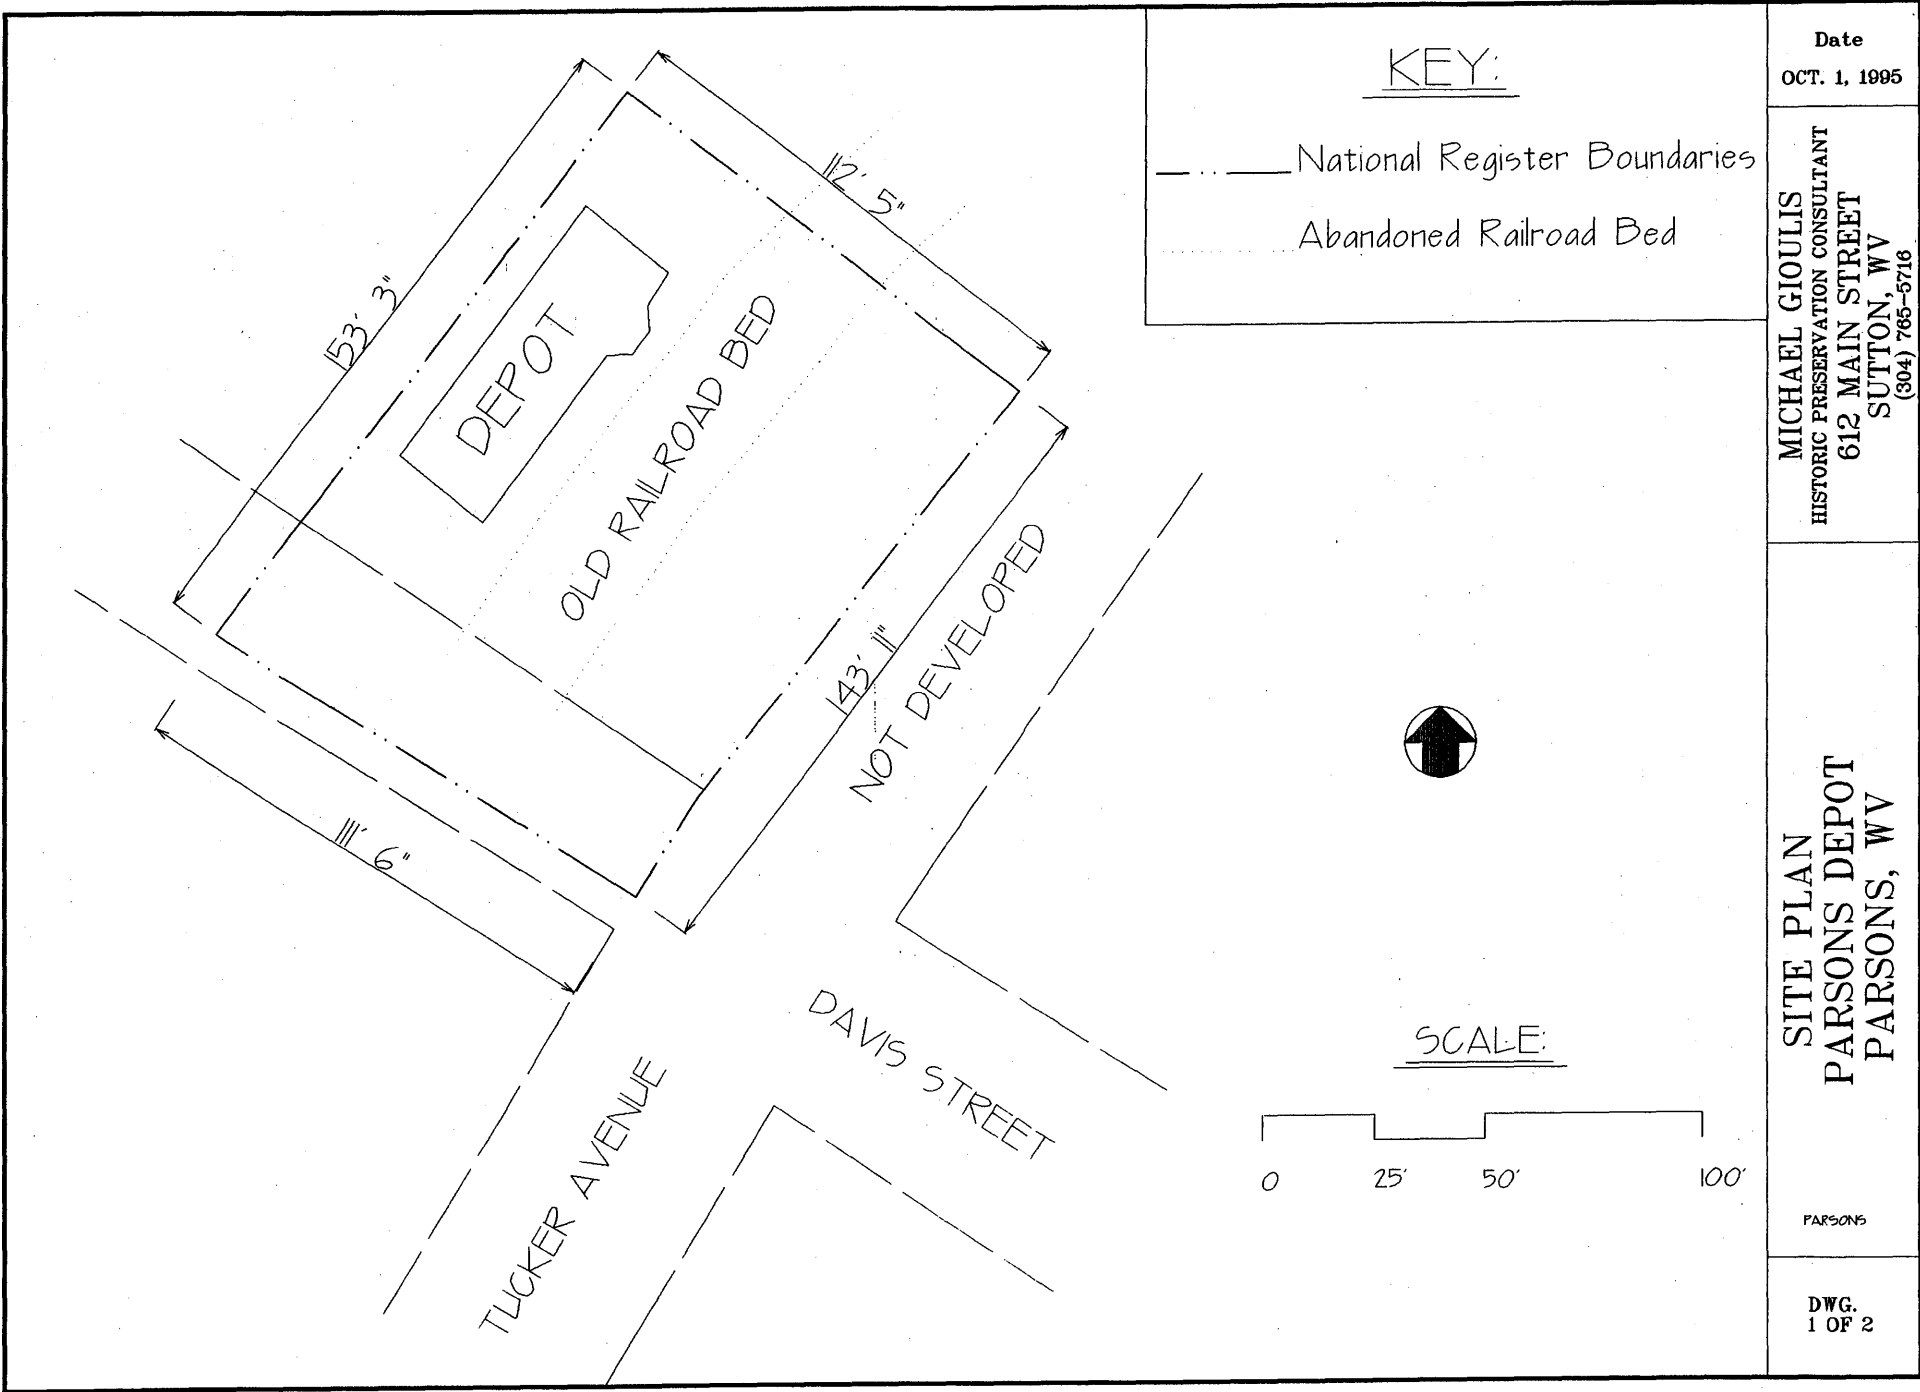 KEY:
National Register Boundaries
Abandoned Railroad Bed
112' 5"
153' 3"
DEPOT
OLD RAILROAD BED
143' 11"
NOT DEVELOPED
111' 6"
DAVIS STREET
TUCKER AVENUE
SCALE:
0 25' 50' 100'
Date
OCT. 1, 1995
MICHAEL GIOULIS
HISTORIC PRESERVATION CONSULTANT
612 MAIN STREET
SUTTON, WV
(304) 765-5716
SITE PLAN
PARSONS DEPOT
PARSONS, WV
PARSONS
DWG.
1 OF 2